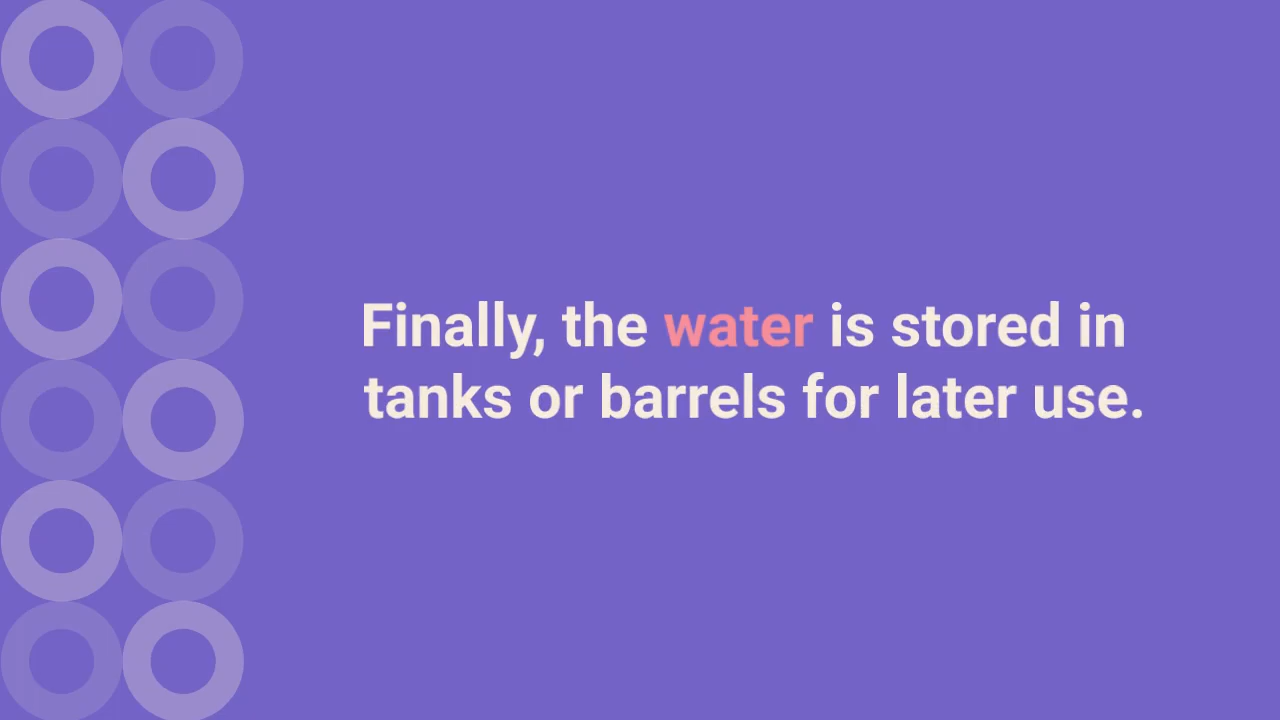 Finally, the water is stored in
tanks or barrels for later use.